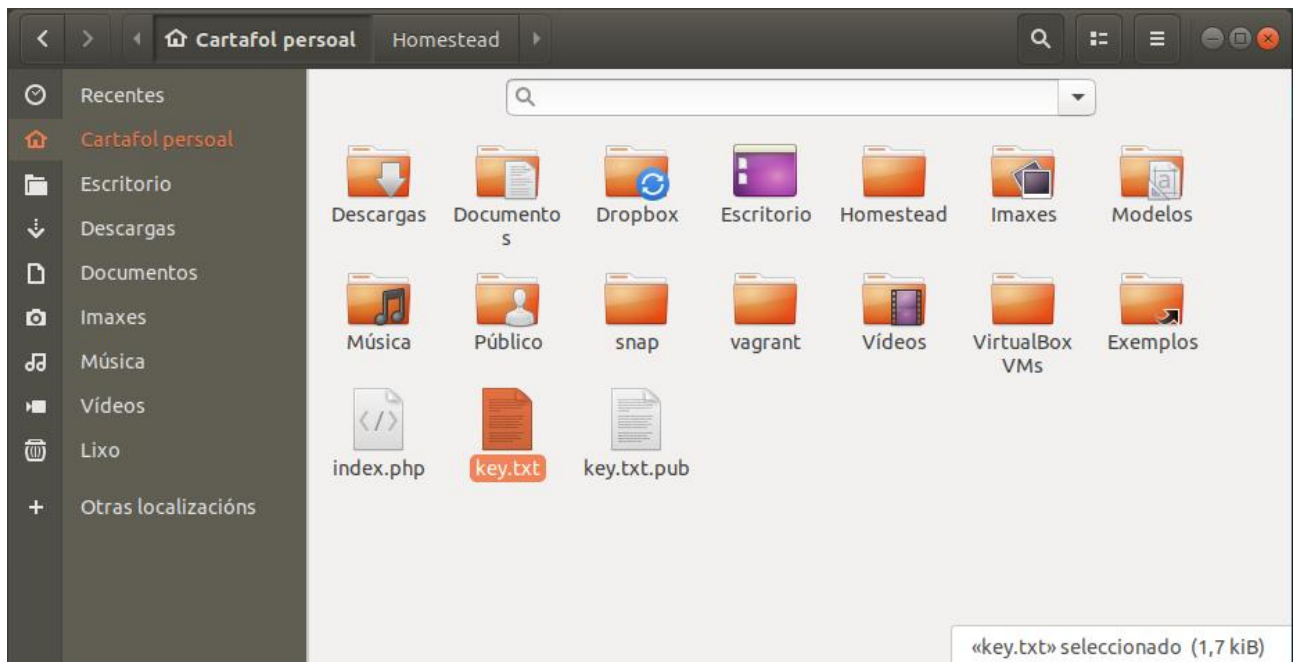 Cartafol persoal Homestead
Recentes
Cartafol persoal
Escritorio
Descargas
Documentos
Imaxes
Música
Vídeos
Lixo
Otras localizacións
Descargas Documento Dropbox Escritorio Homestead Imaxes Modelos
s
Música Público snap vagrant Vídeos VirtualBox Exemplos
VMs
index.php key.txt key.txt.pub
«key.txt» seleccionado (1,7 kiB)